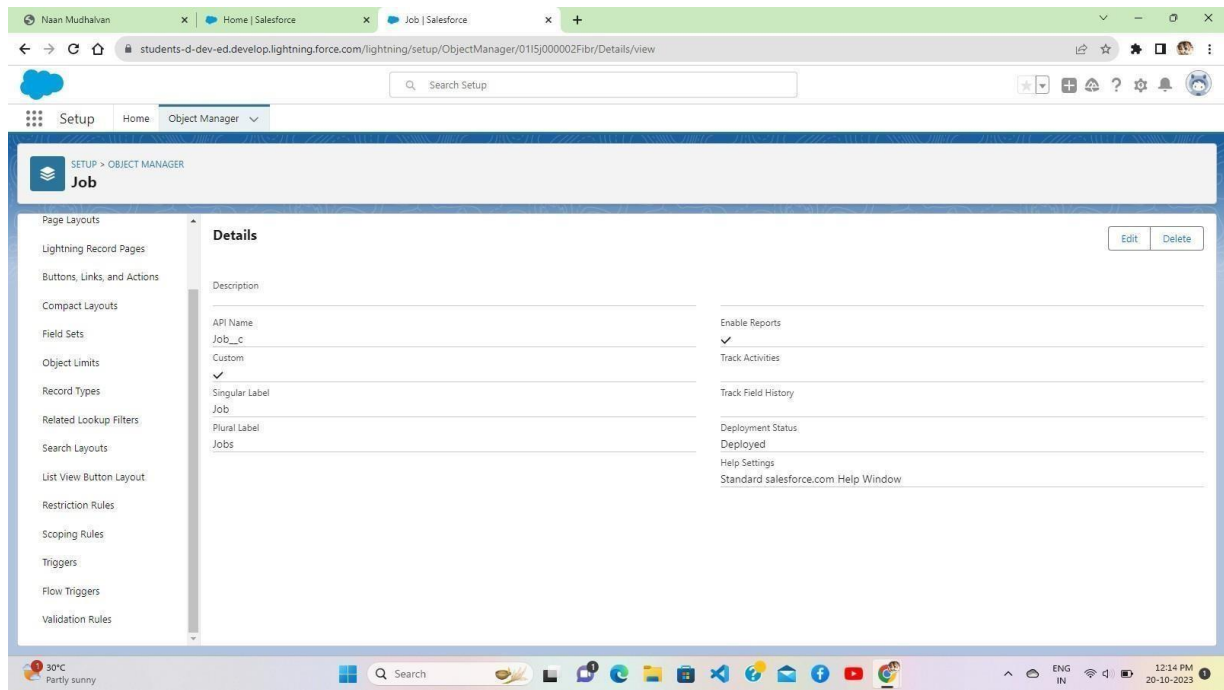 Naan Mudhalvan
Home | Salesforce
Job | Salesforce
students-d-dev-ed.develop.lightning.force.com/lightning/setup/ObjectManager/01I5j000002Fibr/Details/view
Search Setup
Setup
Home
Object Manager
SETUP > OBJECT MANAGER
Job
Page Layouts
Lightning Record Pages
Buttons, Links, and Actions
Compact Layouts
Field Sets
Object Limits
Record Types
Related Lookup Filters
Search Layouts
List View Button Layout
Restriction Rules
Scoping Rules
Triggers
Flow Triggers
Validation Rules
Details
Edit
Delete
Description
API Name
Job__c
Custom
Singular Label
Job
Plural Label
Jobs
Enable Reports
Track Activities
Track Field History
Deployment Status
Deployed
Help Settings
Standard salesforce.com Help Window
1
30°C
Partly sunny
Search
ENG
IN
12:14 PM
20-10-2023